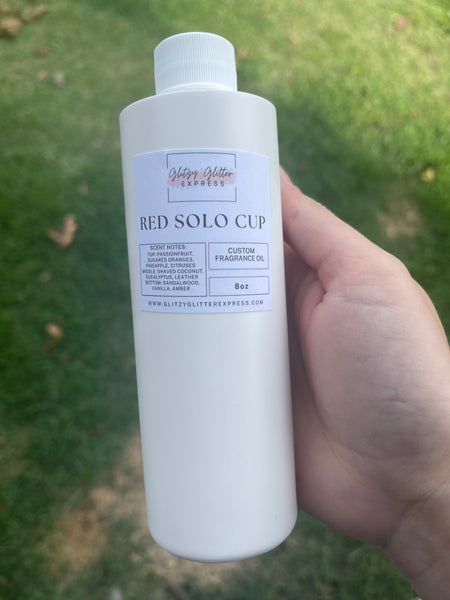 Glitzy Glitter
EXPRESS
RED SOLO CUP
SCENT NOTES:
TOP: PASSIONFRUIT,
SUGARED ORANGES,
PINEAPPLE, CITRUSES
MIDDLE: SHAVED COCONUT,
EUCALYPTUS, LEATHER
BOTTOM: SANDALWOOD,
VANILLA, AMBER
CUSTOM
FRAGRANCE OIL
8oz
WWW.GLITZYGLITTEREXPRESS.COM